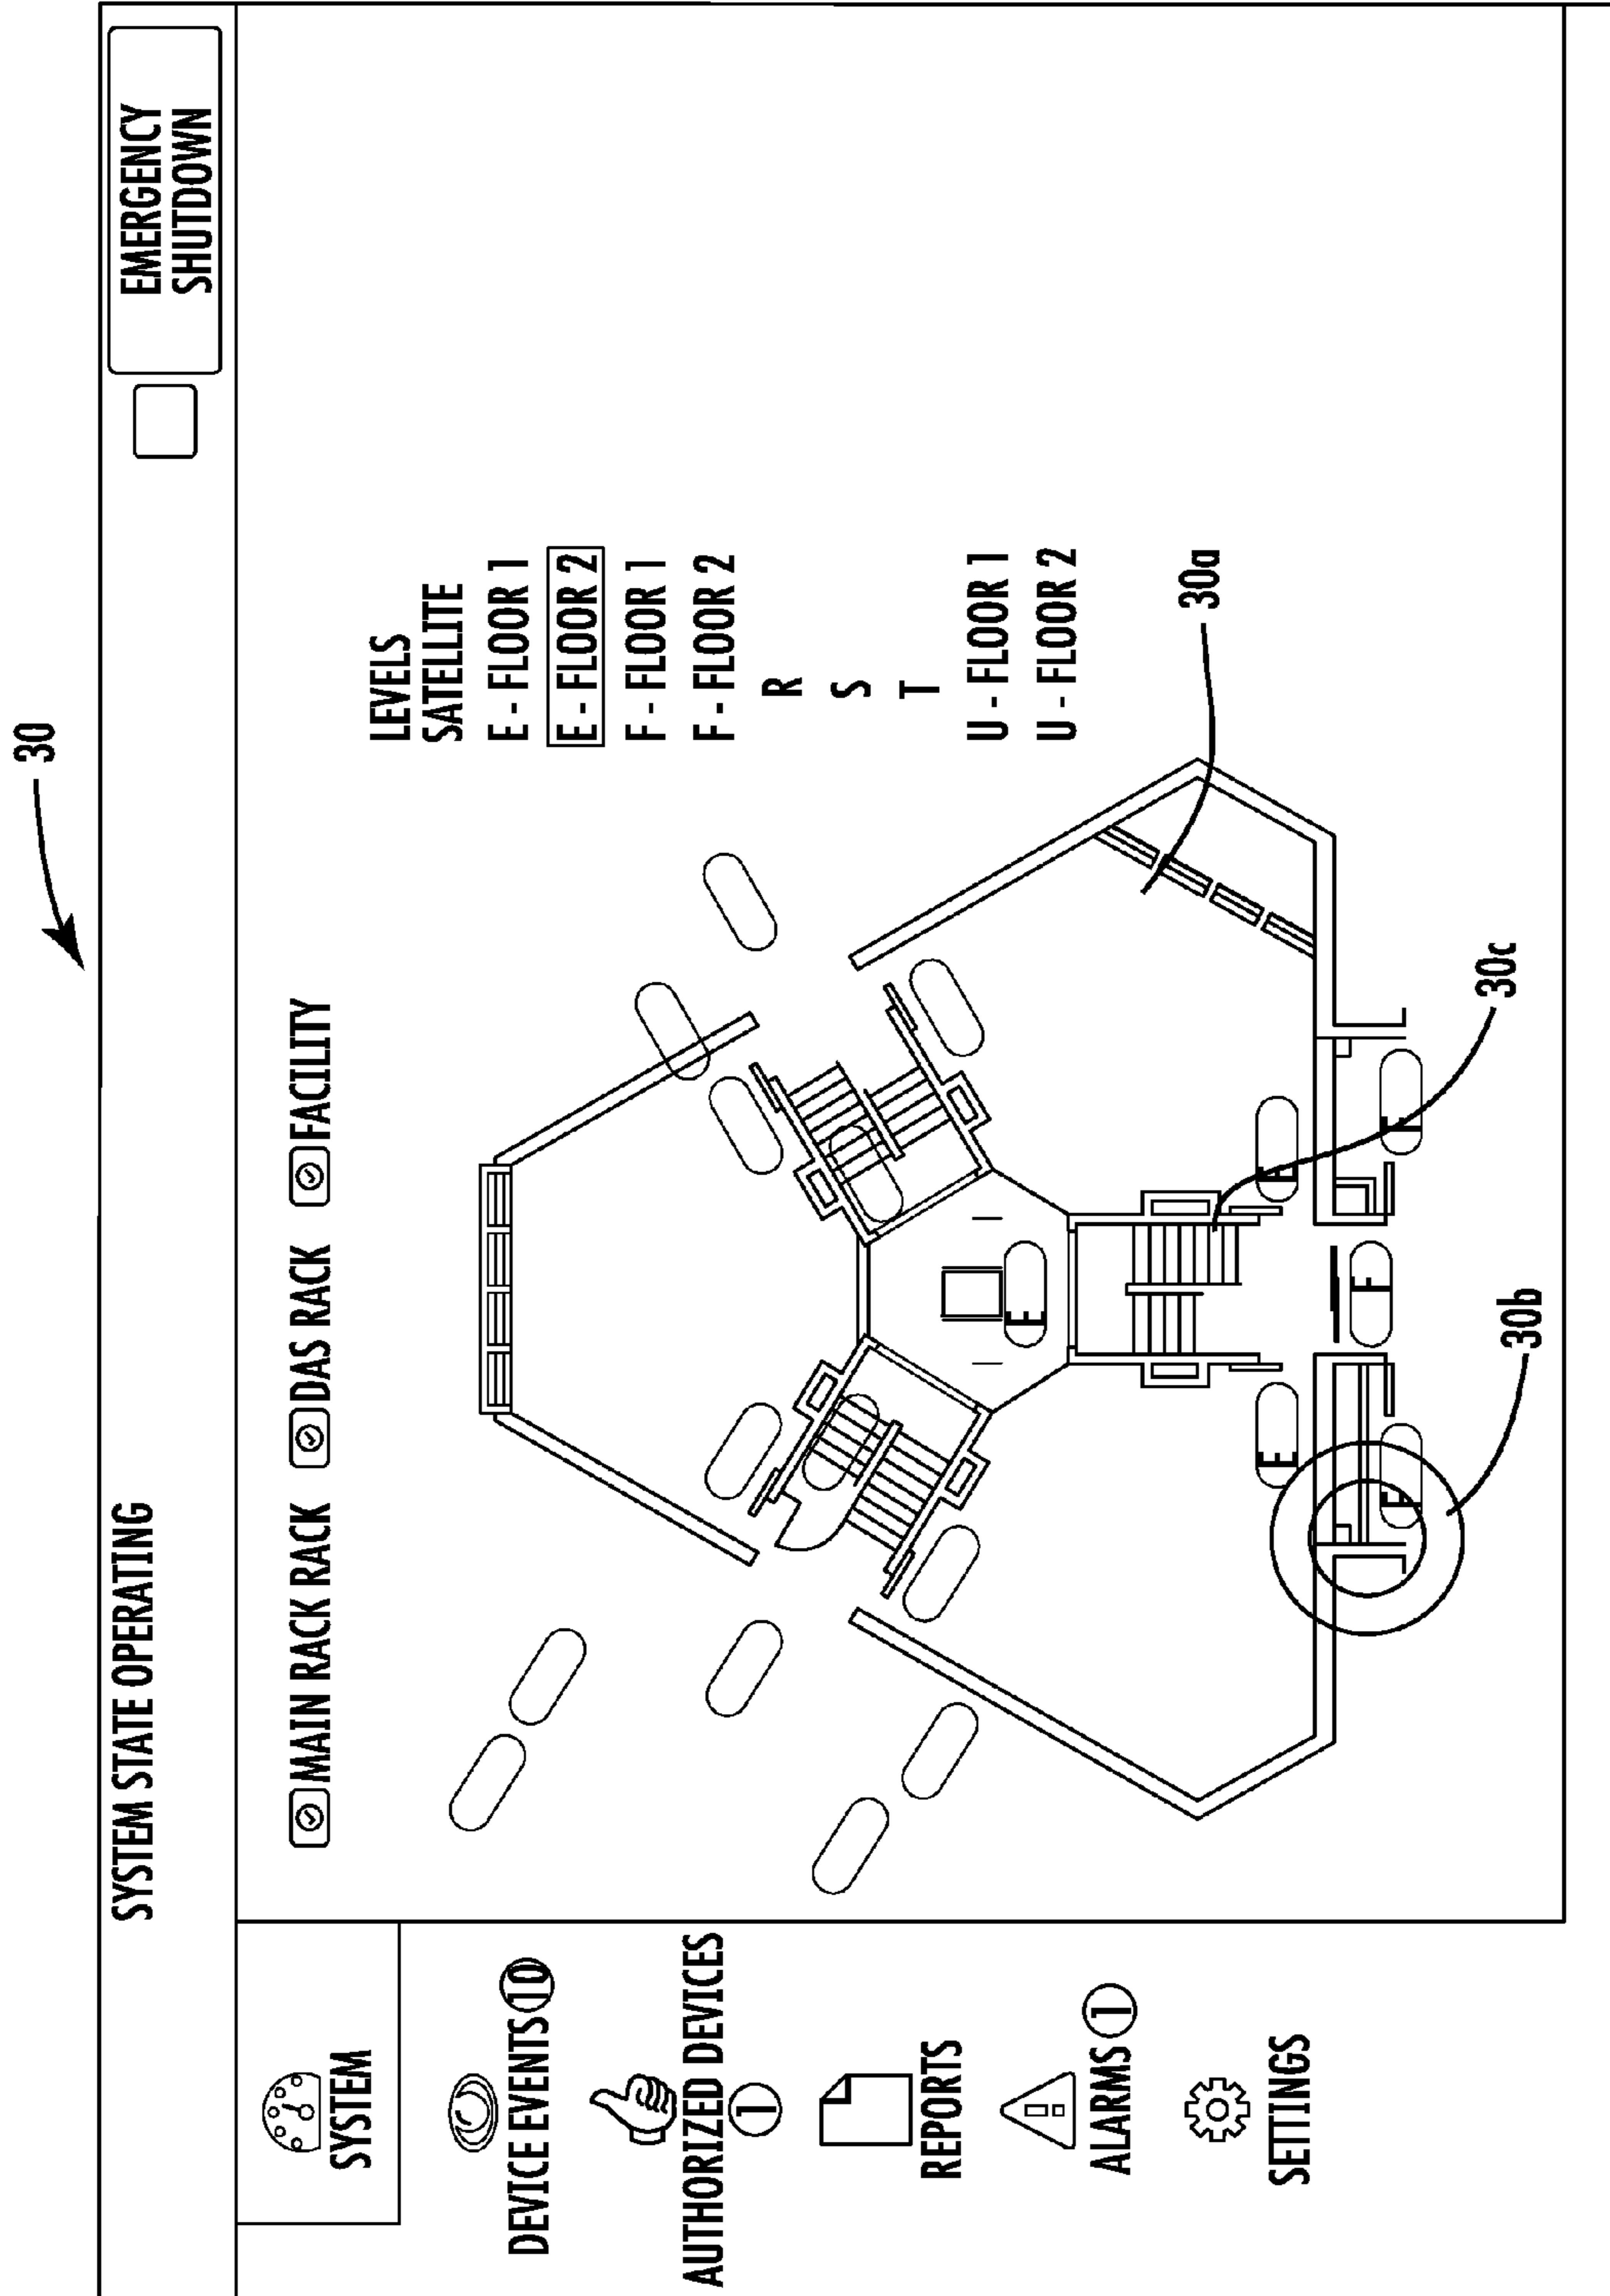 30
SYSTEM STATE OPERATING
EMERGENCY
SHUTDOWN
SYSTEM
DEVICE EVENTS 10
AUTHORIZED DEVICES
1
REPORTS
ALARMS 1
SETTINGS
MAIN RACK RACK
DAS RACK
FACILITY
LEVELS
SATELLITE
E - FLOOR 1
E - FLOOR 2
F - FLOOR 1
F - FLOOR 2
R
S
T
U - FLOOR 1
U - FLOOR 2
E
E
E
F
F
F
30a
30c
30b